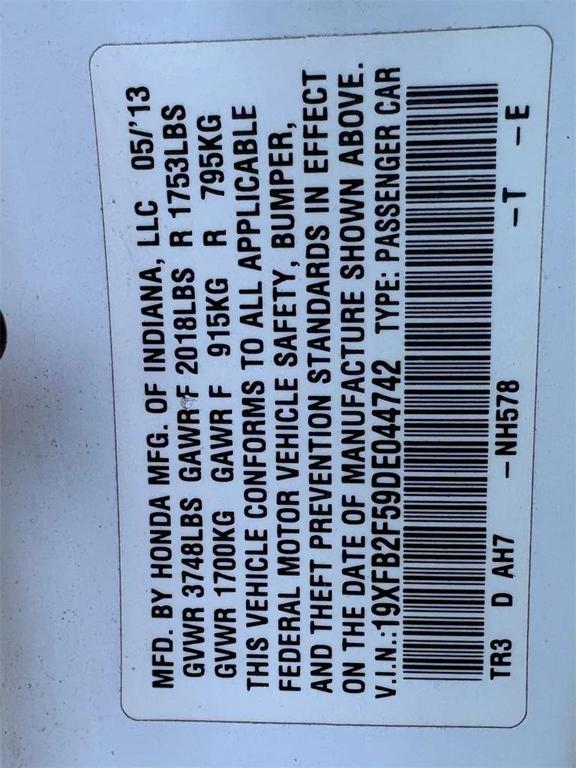 MFD. BY HONDA MFG. OF INDIANA, LLC 05/'13
GVWR 3748LBS GAWR F 2018LBS R 1753LBS
GVWR 1700KG GAWR F 915KG R 795KG
THIS VEHICLE CONFORMS TO ALL APPLICABLE
FEDERAL MOTOR VEHICLE SAFETY, BUMPER,
AND THEFT PREVENTION STANDARDS IN EFFECT
ON THE DATE OF MANUFACTURE SHOWN ABOVE.
V.I.N.:19XFB2F59DE044742 TYPE: PASSENGER CAR
TR3 D AH7 -NH578 -T -E